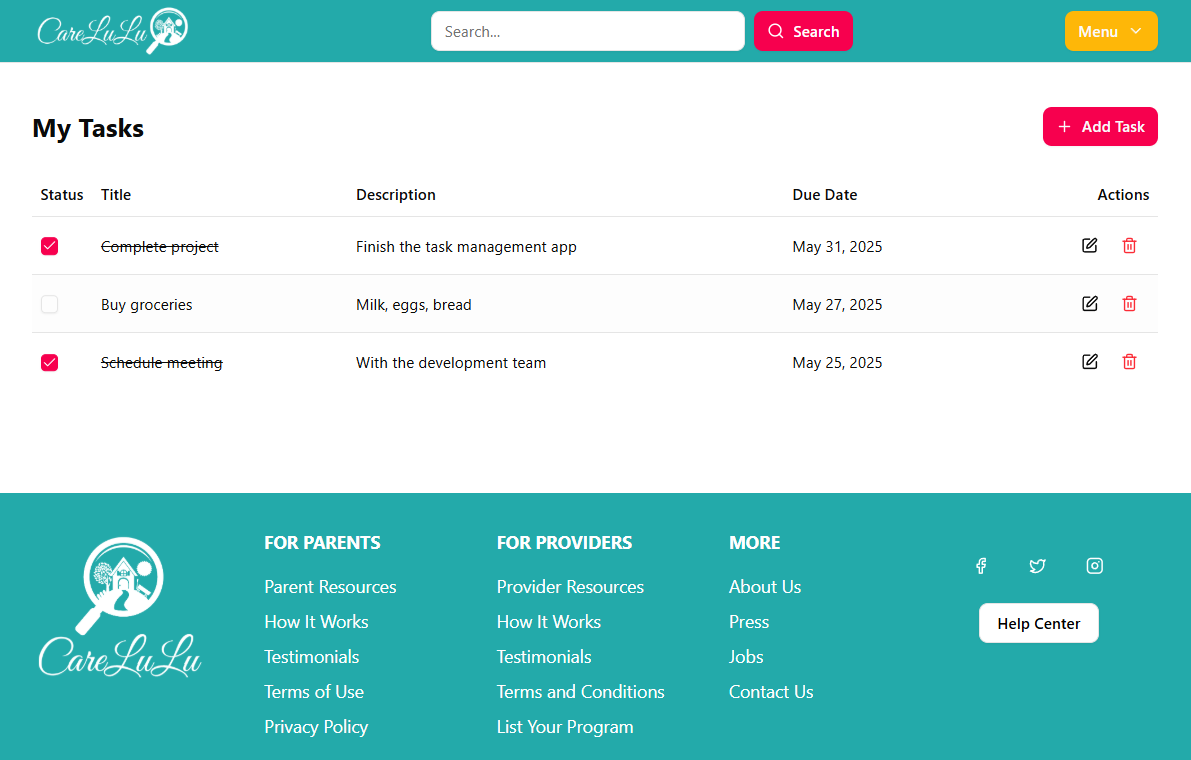 CareLuLu
Search...
Search
Menu
My Tasks
Add Task
Status Title Description Due Date Actions
Complete project Finish the task management app May 31, 2025
Buy groceries Milk, eggs, bread May 27, 2025
Schedule meeting With the development team May 25, 2025
CareLuLu
FOR PARENTS
Parent Resources
How It Works
Testimonials
Terms of Use
Privacy Policy
FOR PROVIDERS
Provider Resources
How It Works
Testimonials
Terms and Conditions
List Your Program
MORE
About Us
Press
Jobs
Contact Us
Help Center